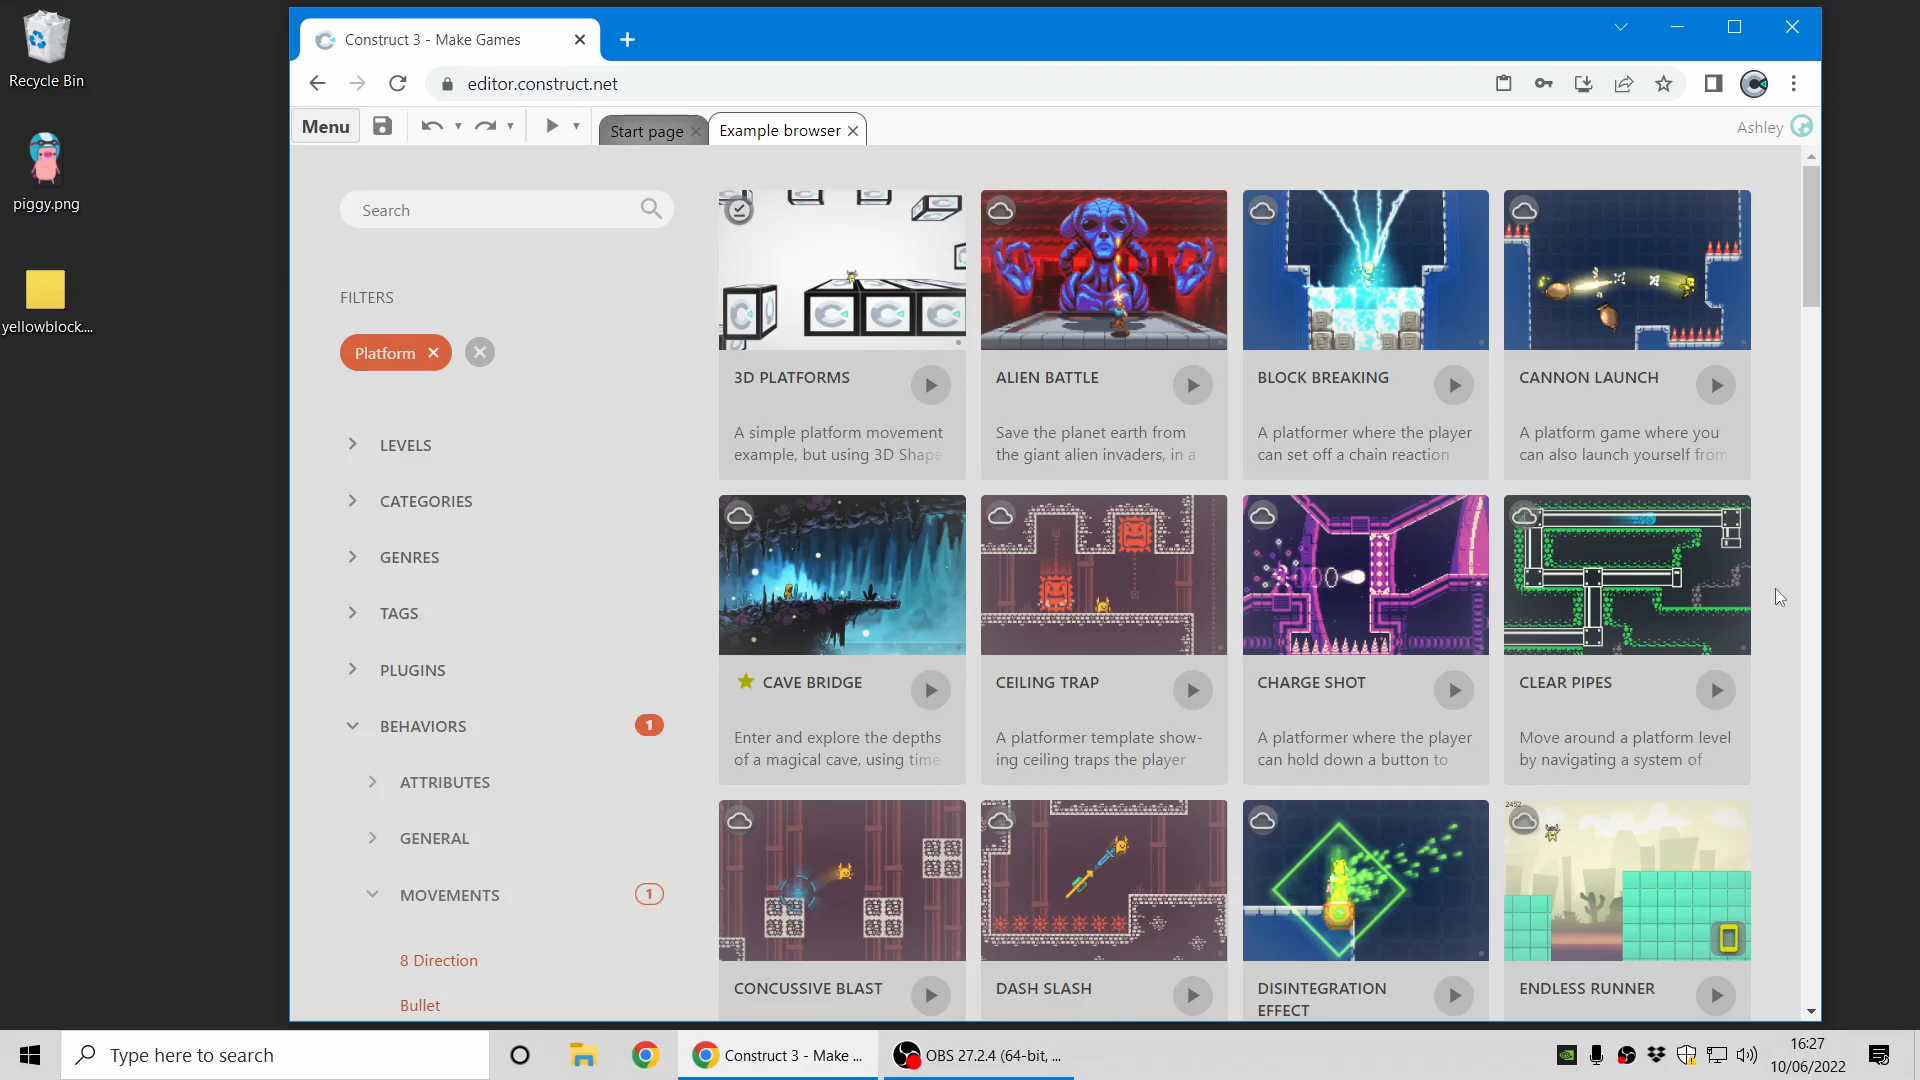 Recycle Bin
piggy.png
yellowblock....
Construct 3 - Make Games
editor.construct.net
Menu
Start page
Example browser
Ashley
Search
FILTERS
Platform
LEVELS
CATEGORIES
GENRES
TAGS
PLUGINS
BEHAVIORS
1
ATTRIBUTES
GENERAL
MOVEMENTS
1
8 Direction
Bullet
3D PLATFORMS
A simple platform movement
example, but using 3D Shape
ALIEN BATTLE
Save the planet earth from
the giant alien invaders, in a
BLOCK BREAKING
A platformer where the player
can set off a chain reaction
CANNON LAUNCH
A platform game where you
can also launch yourself from
CAVE BRIDGE
Enter and explore the depths
of a magical cave, using time-
CEILING TRAP
A platformer template show-
ing ceiling traps the player
CHARGE SHOT
A platformer where the player
can hold down a button to
CLEAR PIPES
Move around a platform level
by navigating a system of
CONCUSSIVE BLAST
DASH SLASH
DISINTEGRATION
EFFECT
2452
ENDLESS RUNNER
Type here to search
Construct 3 - Make ...
OBS 27.2.4 (64-bit, ...
16:27
10/06/2022